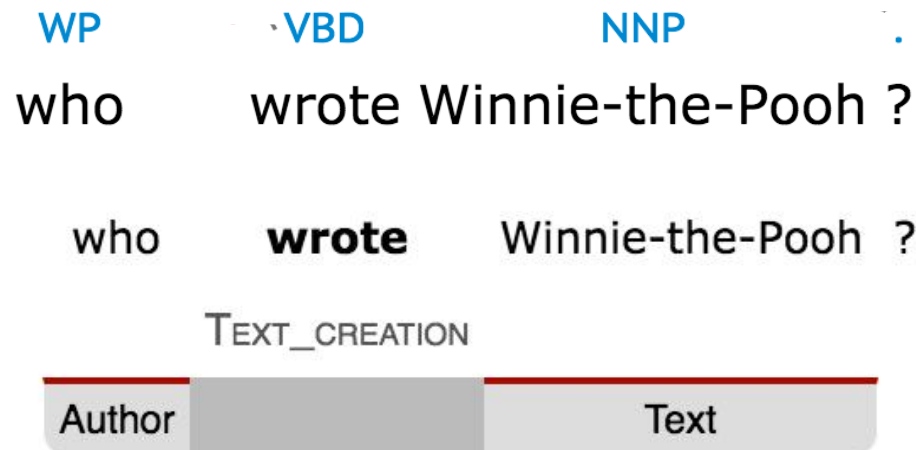 WP VBD NNP .
who wrote Winnie-the-Pooh ?
who wrote Winnie-the-Pooh ?
TEXT_CREATION
Author Text